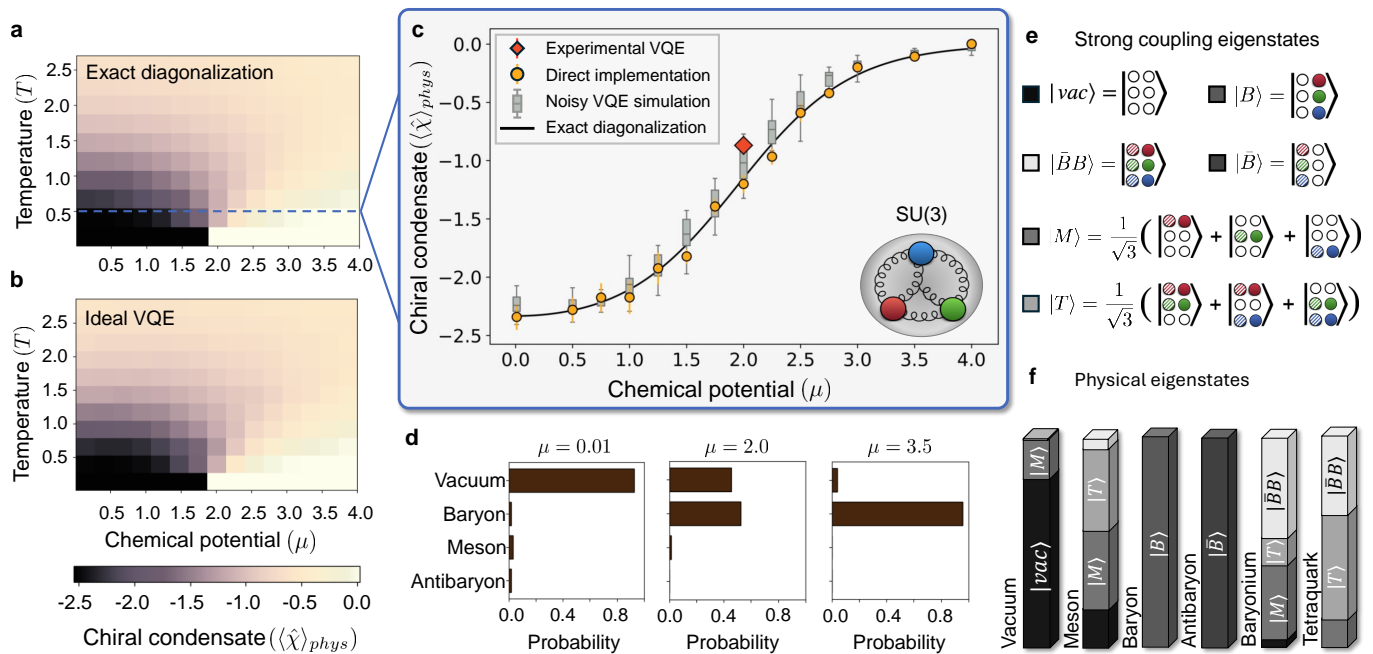 a
Exact diagonalization
Temperature (T)
2.5
2.0
1.5
1.0
0.5
0.5 1.0 1.5 2.0 2.5 3.0 3.5 4.0
b
Ideal VQE
Temperature (T)
2.5
2.0
1.5
1.0
0.5
0.5 1.0 1.5 2.0 2.5 3.0 3.5 4.0
Chemical potential (μ)
-2.5 -2.0 -1.5 -1.0 -0.5 0.0
Chiral condensate (⟨χ̂⟩phys)
c
Experimental VQE
Direct implementation
Noisy VQE simulation
Exact diagonalization
Chiral condensate (⟨χ̂⟩phys)
0.0
−0.5
−1.0
−1.5
−2.0
−2.5
SU(3)
0.0 0.5 1.0 1.5 2.0 2.5 3.0 3.5 4.0
Chemical potential (μ)
d
μ = 0.01 μ = 2.0 μ = 3.5
Vacuum
Baryon
Meson
Antibaryon
0.0 0.4 0.8 0.0 0.4 0.8 0.0 0.4 0.8
Probability Probability Probability
e Strong coupling eigenstates
|vac⟩ = | ⟩ |B⟩ = | ⟩
|B̄B⟩ = | ⟩ |B̄⟩ = | ⟩
|M⟩ = 1/√3 ( | ⟩ + | ⟩ + | ⟩ )
|T⟩ = 1/√3 ( | ⟩ + | ⟩ + | ⟩ )
f Physical eigenstates
Vacuum
|M⟩
|vac⟩
Meson
|T⟩
|M⟩
Baryon
|B⟩
Antibaryon
|B̄⟩
Baryonium
|B̄B⟩
|T⟩
|M⟩
Tetraquark
|B̄B⟩
|T⟩